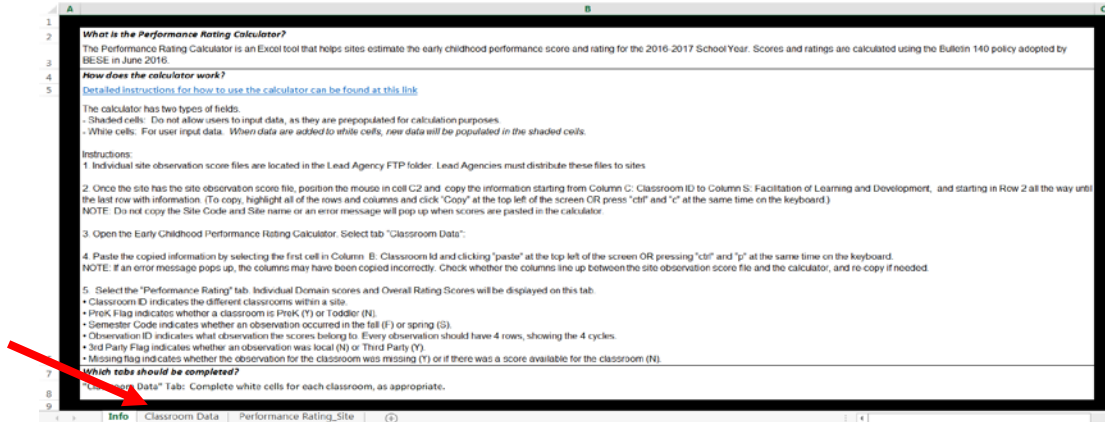 A B C
1
2 What is the Performance Rating Calculator?
The Performance Rating Calculator is an Excel tool that helps sites estimate the early childhood performance score and rating for the 2016-2017 School Year. Scores and ratings are calculated using the Bulletin 140 policy adopted by
3 BESE in June 2016.
4 How does the calculator work?
5 Detailed instructions for how to use the calculator can be found at this link
The calculator has two types of fields.
- Shaded cells: Do not allow users to input data, as they are prepopulated for calculation purposes.
- White cells: For user input data. When data are added to white cells, new data will be populated in the shaded cells.
Instructions:
1. Individual site observation score files are located in the Lead Agency FTP folder. Lead Agencies must distribute these files to sites
2. Once the site has the site observation score file, position the mouse in cell C2 and copy the information starting from Column C: Classroom ID to Column S: Facilitation of Learning and Development, and starting in Row 2 all the way until
the last row with information. (To copy, highlight all of the rows and columns and click "Copy" at the top left of the screen OR press "ctrl" and "c" at the same time on the keyboard.)
NOTE: Do not copy the Site Code and Site name or an error message will pop up when scores are pasted in the calculator.
3. Open the Early Childhood Performance Rating Calculator. Select tab "Classroom Data":
4. Paste the copied information by selecting the first cell in Column B: Classroom Id and clicking "paste" at the top left of the screen OR pressing "ctrl" and "p" at the same time on the keyboard.
NOTE: If an error message pops up, the columns may have been copied incorrectly. Check whether the columns line up between the site observation score file and the calculator, and re-copy if needed.
5. Select the "Performance Rating" tab. Individual Domain scores and Overall Rating Scores will be displayed on this tab.
• Classroom ID indicates the different classrooms within a site.
• PreK Flag indicates whether a classroom is PreK (Y) or Toddler (N).
• Semester Code indicates whether an observation occurred in the fall (F) or spring (S).
• Observation ID indicates what observation the scores belong to. Every observation should have 4 rows, showing the 4 cycles.
• 3rd Party Flag indicates whether an observation was local (N) or Third Party (Y).
• Missing flag indicates whether the observation for the classroom was missing (Y) or if there was a score available for the classroom (N).
7 Which tabs should be completed?
8 Data" Tab: Complete white cells for each classroom, as appropriate.
9
Info Classroom Data Performance Rating_Site